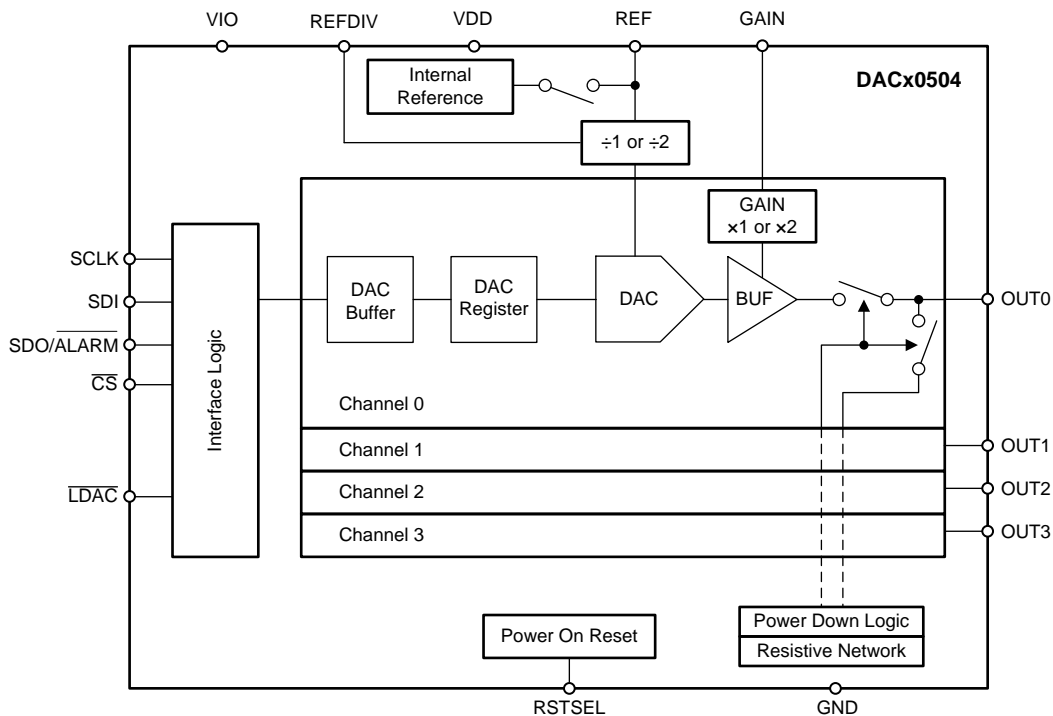 VIO
REFDIV
VDD
REF
GAIN
Internal
Reference
DACx0504
÷1 or ÷2
GAIN
×1 or ×2
SCLK
SDI
SDO/ALARM
CS
LDAC
Interface Logic
DAC
Buffer
DAC
Register
DAC
BUF
OUT0
Channel 0
Channel 1
OUT1
Channel 2
OUT2
Channel 3
OUT3
Power On Reset
Power Down Logic
Resistive Network
RSTSEL
GND